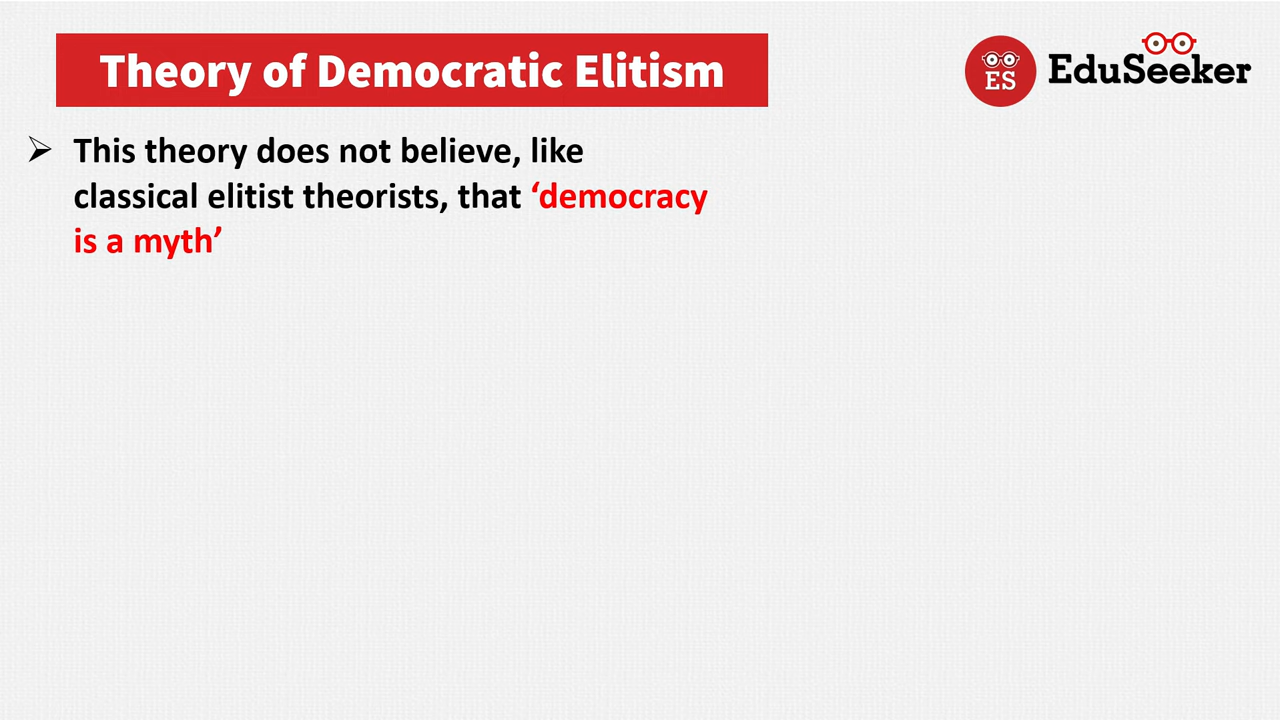 Theory of Democratic Elitism
ES
EduSeeker
➢ This theory does not believe, like
classical elitist theorists, that ‘democracy
is a myth’